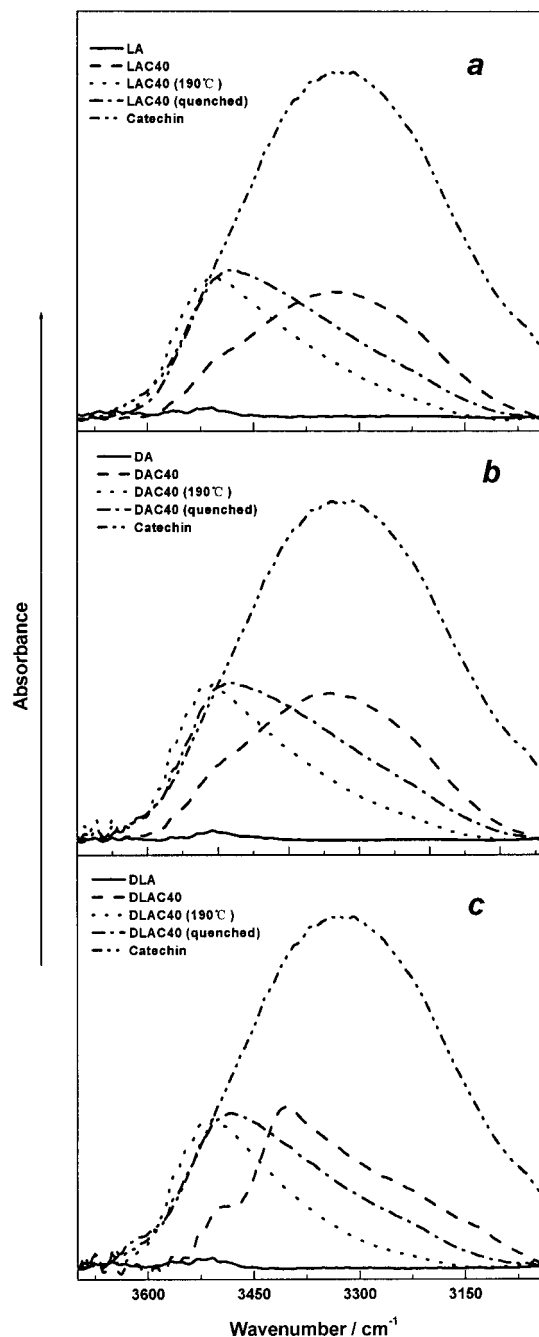 LA
LAC40
LAC40 (190℃)
LAC40 (quenched)
Catechin
a
DA
DAC40
DAC40 (190℃)
DAC40 (quenched)
Catechin
b
DLA
DLAC40
DLAC40 (190℃)
DLAC40 (quenched)
Catechin
c
Absorbance
3600 3450 3300 3150
Wavenumber / cm⁻¹